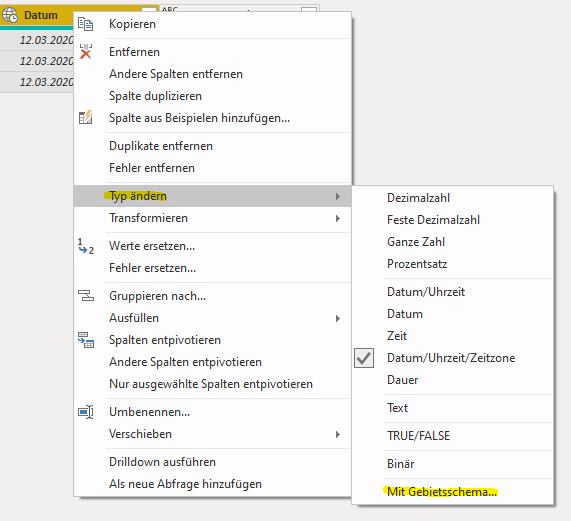 Datum
ABC
12.03.2020
12.03.2020
12.03.2020
Kopieren
Entfernen
Andere Spalten entfernen
Spalte duplizieren
Spalte aus Beispielen hinzufügen...
Duplikate entfernen
Fehler entfernen
Typ ändern
Transformieren
1
2
Werte ersetzen...
Fehler ersetzen...
Gruppieren nach...
Ausfüllen
Spalten entpivotieren
Andere Spalten entpivotieren
Nur ausgewählte Spalten entpivotieren
Umbenennen...
Verschieben
Drilldown ausführen
Als neue Abfrage hinzufügen
Dezimalzahl
Feste Dezimalzahl
Ganze Zahl
Prozentsatz
Datum/Uhrzeit
Datum
Zeit
Datum/Uhrzeit/Zeitzone
Dauer
Text
TRUE/FALSE
Binär
Mit Gebietsschema...